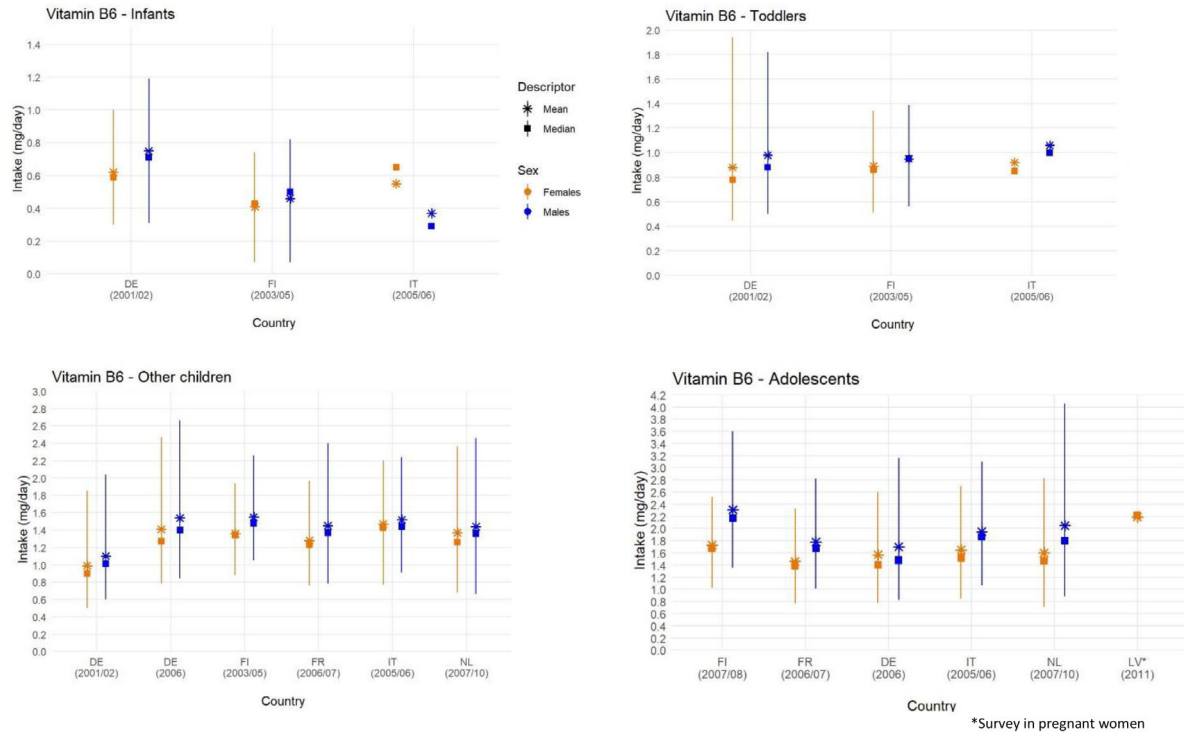 Vitamin B6 - Infants
Intake (mg/day)
1.4
1.2
1.0
0.8
0.6
0.4
0.2
0.0
DE FI IT
(2001/02) (2003/05) (2005/06)
Country
Descriptor
Mean
Median
Sex
Females
Males
Vitamin B6 - Toddlers
Intake (mg/day)
2.0
1.8
1.6
1.4
1.2
1.0
0.8
0.6
0.4
0.2
0.0
DE FI IT
(2001/02) (2003/05) (2005/06)
Country
Vitamin B6 - Other children
Intake (mg/day)
3.0
2.8
2.6
2.4
2.2
2.0
1.8
1.6
1.4
1.2
1.0
0.8
0.6
0.4
0.2
0.0
DE DE FI FR IT NL
(2001/02) (2006) (2003/05) (2006/07) (2005/06) (2007/10)
Country
Vitamin B6 - Adolescents
Intake (mg/day)
4.2
4.0
3.8
3.6
3.4
3.2
3.0
2.8
2.6
2.4
2.2
2.0
1.8
1.6
1.4
1.2
1.0
0.8
0.6
0.4
0.2
0.0
FI FR DE IT NL LV*
(2007/08) (2006/07) (2006) (2005/06) (2007/10) (2011)
Country
*Survey in pregnant women